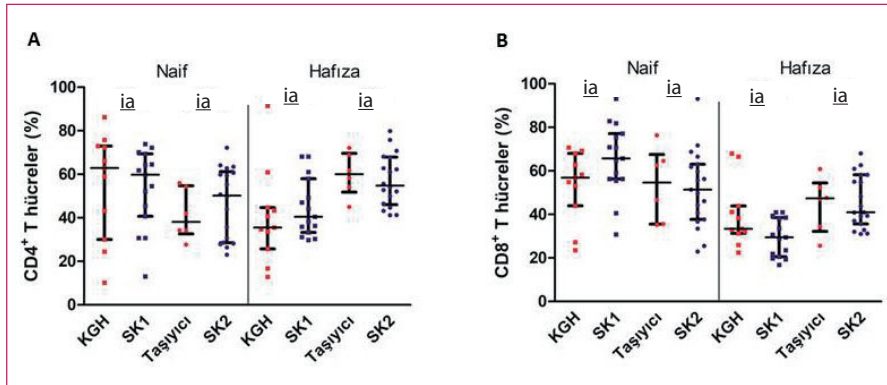 A
Naif
Hafıza
ia
ia
ia
ia
CD4+ T hücreler (%)
100
80
60
40
20
0
KGH
SK1
Taşıyıcı
SK2
KGH
SK1
Taşıyıcı
SK2
B
Naif
Hafıza
ia
ia
ia
ia
CD8+ T hücreler (%)
100
80
60
40
20
0
KGH
SK1
Taşıyıcı
SK2
KGH
SK1
Taşıyıcı
SK2